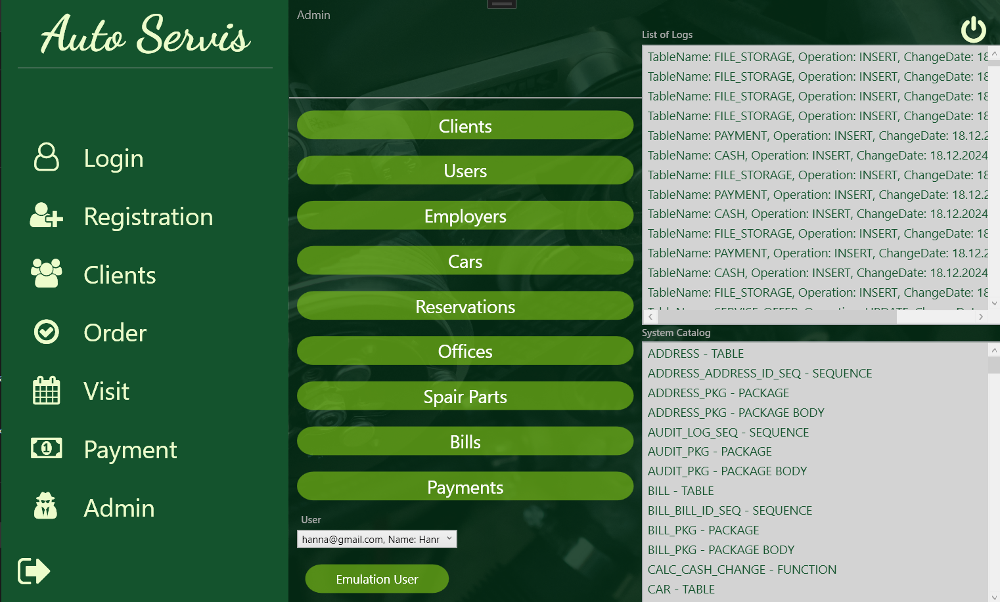 Auto Servis
Login
Registration
Clients
Order
Visit
Payment
Admin
Admin
Clients
Users
Employers
Cars
Reservations
Offices
Spair Parts
Bills
Payments
User
hanna@gmail.com, Name: Hanr
Emulation User
List of Logs
TableName: FILE_STORAGE, Operation: INSERT, ChangeDate: 18
TableName: FILE_STORAGE, Operation: INSERT, ChangeDate: 18
TableName: FILE_STORAGE, Operation: INSERT, ChangeDate: 18
TableName: FILE_STORAGE, Operation: INSERT, ChangeDate: 18
TableName: PAYMENT, Operation: INSERT, ChangeDate: 18.12.2
TableName: CASH, Operation: INSERT, ChangeDate: 18.12.2024
TableName: FILE_STORAGE, Operation: INSERT, ChangeDate: 18
TableName: PAYMENT, Operation: INSERT, ChangeDate: 18.12.2
TableName: CASH, Operation: INSERT, ChangeDate: 18.12.2024
TableName: FILE_STORAGE, Operation: INSERT, ChangeDate: 18
TableName: PAYMENT, Operation: INSERT, ChangeDate: 18.12.2
TableName: CASH, Operation: INSERT, ChangeDate: 18.12.2024
TableName: FILE_STORAGE, Operation: INSERT, ChangeDate: 18
TableName: SERVICE_OFFER, Operation: UPDATE, ChangeDate:
System Catalog
ADDRESS - TABLE
ADDRESS_ADDRESS_ID_SEQ - SEQUENCE
ADDRESS_PKG - PACKAGE
ADDRESS_PKG - PACKAGE BODY
AUDIT_LOG_SEQ - SEQUENCE
AUDIT_PKG - PACKAGE
AUDIT_PKG - PACKAGE BODY
BILL - TABLE
BILL_BILL_ID_SEQ - SEQUENCE
BILL_PKG - PACKAGE
BILL_PKG - PACKAGE BODY
CALC_CASH_CHANGE - FUNCTION
CAR - TABLE